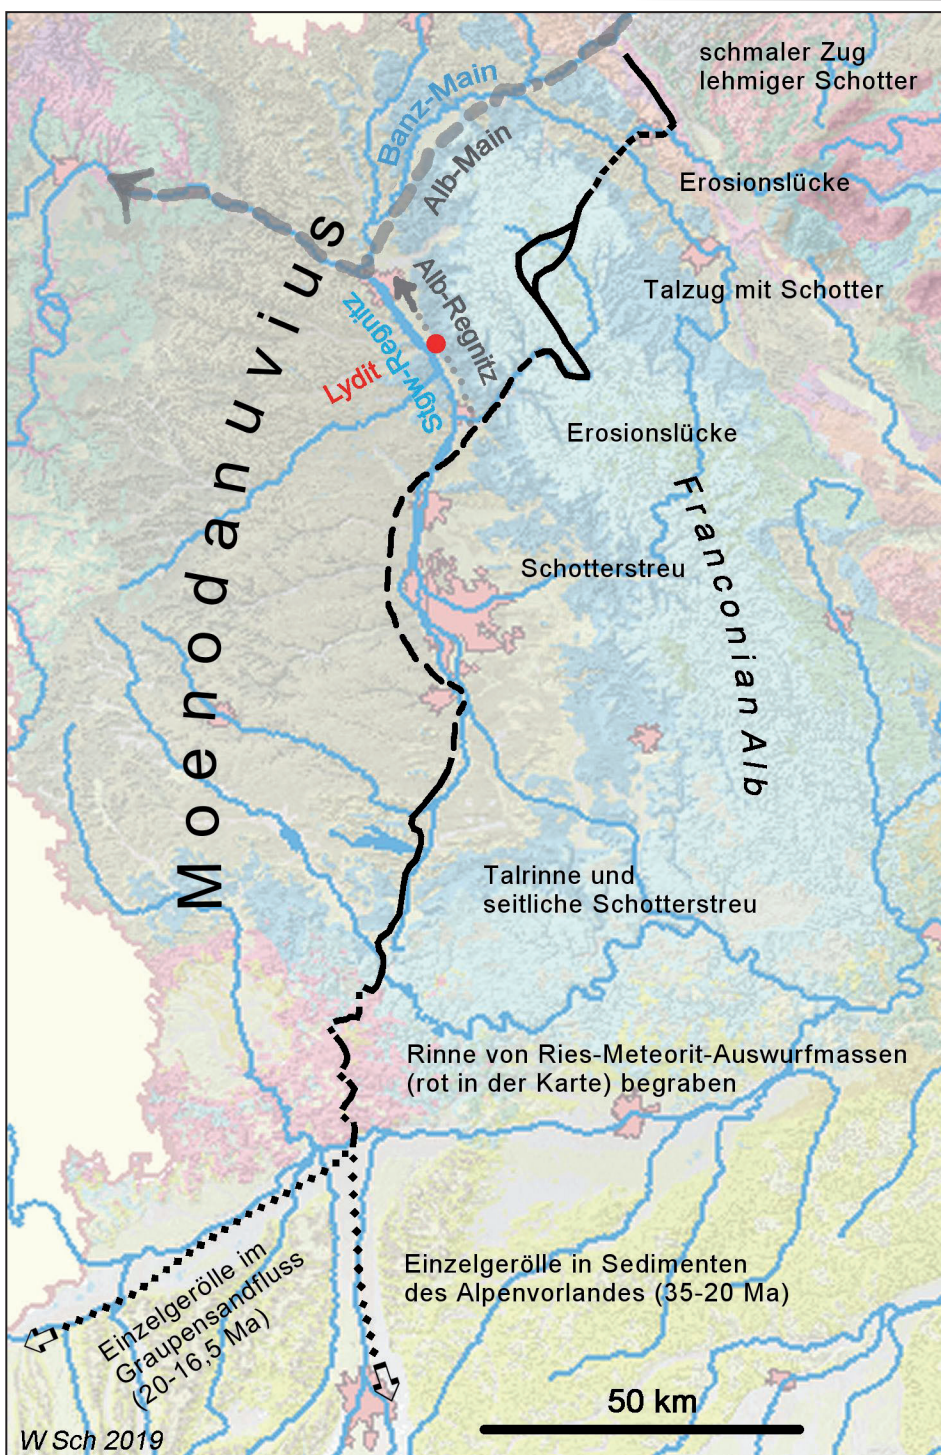 schmaler Zug
lehmiger Schotter
Banz-Main
Alb-Main
Erosionslücke
Moenodanuvius
Alb-Regnitz
Talzug mit Schotter
Stgw-Regnitz
Lydit
Erosionslücke
Franconian Alb
Schotterstreu
Talrinne und
seitliche Schotterstreu
Rinne von Ries-Meteorit-Auswurfmassen
(rot in der Karte) begraben
Einzelgerölle in Sedimenten
des Alpenvorlandes (35-20 Ma)
Einzelgerölle im
Graupensandfluss
(20-16,5 Ma)
50 km
W Sch 2019